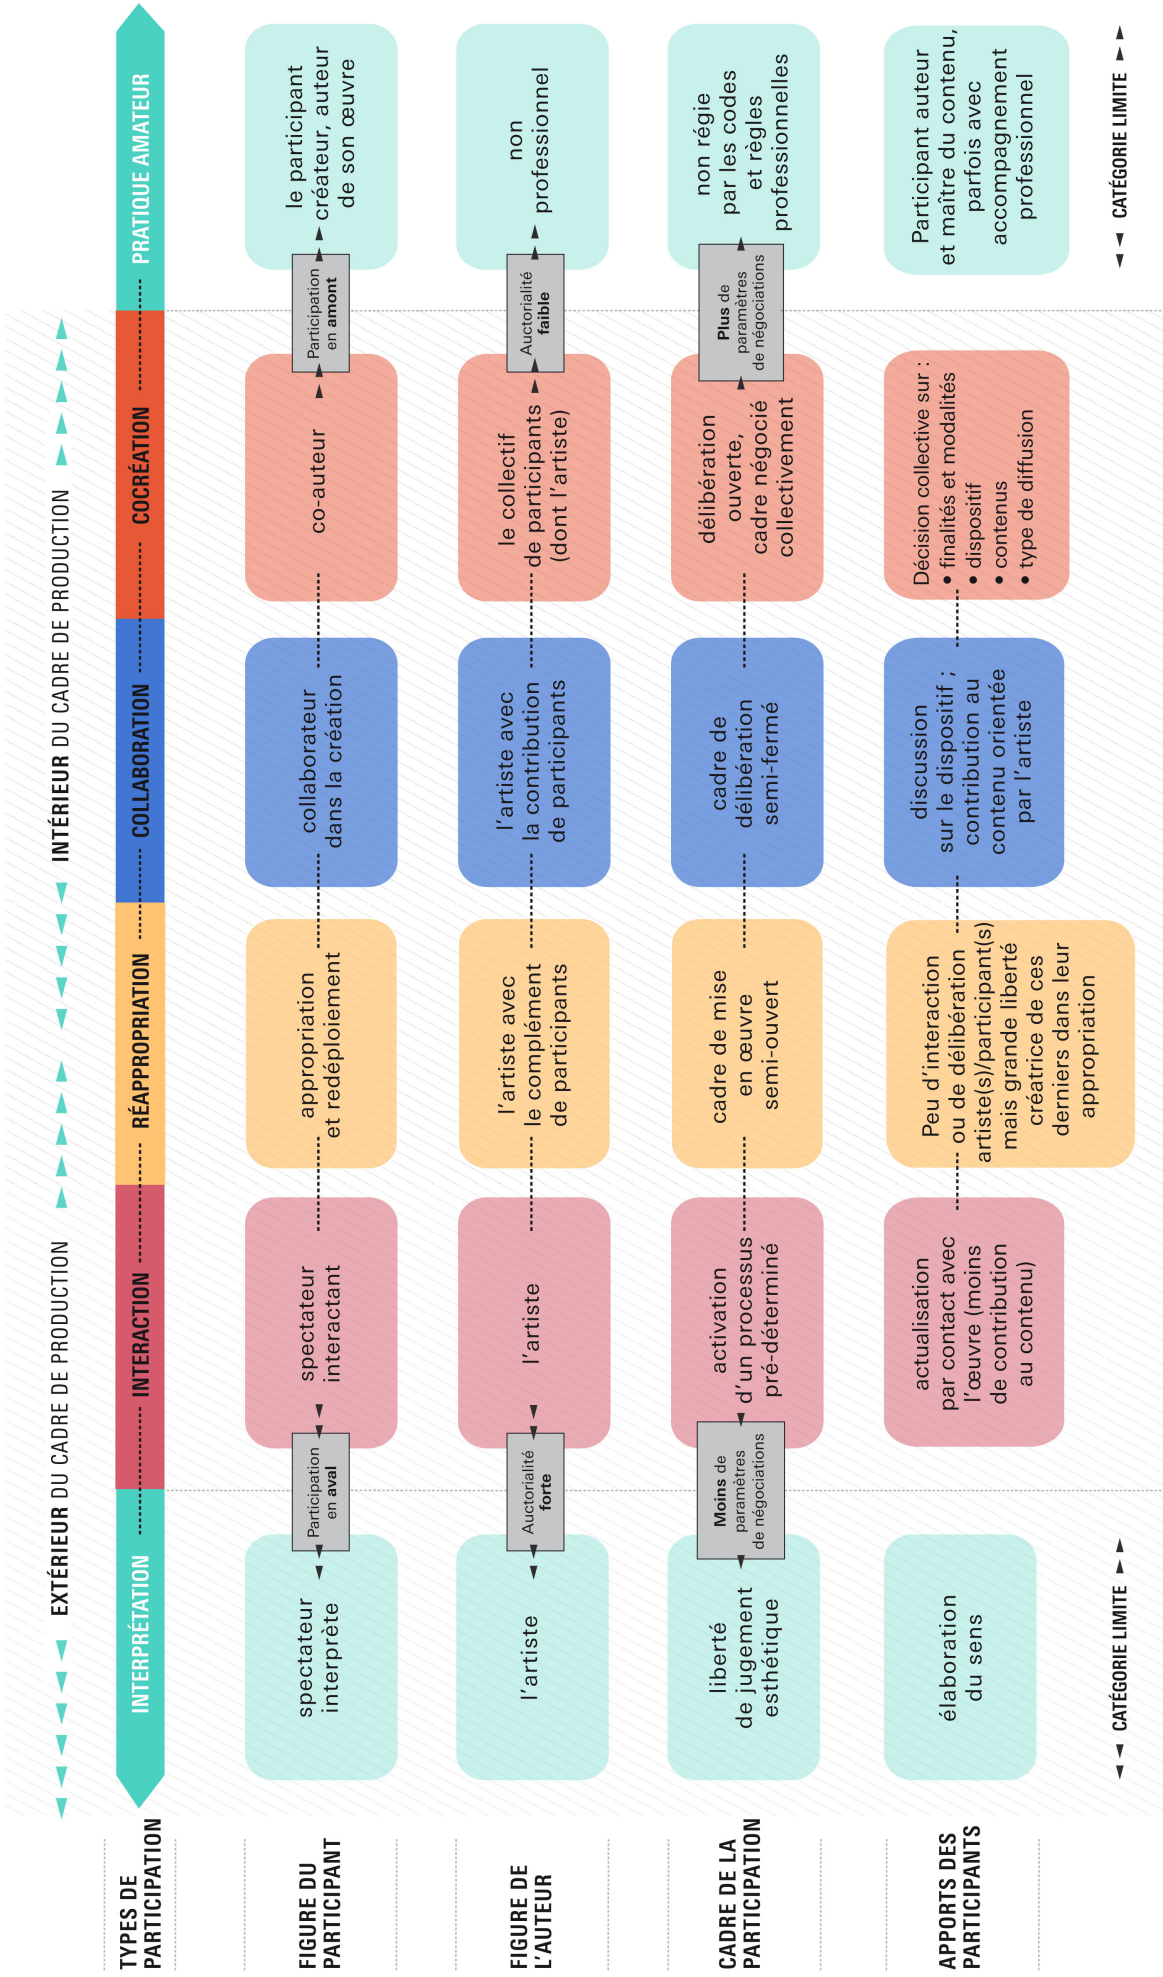 EXTÉRIEUR DU CADRE DE PRODUCTION
INTÉRIEUR DU CADRE DE PRODUCTION
TYPES DE
PARTICIPATION
INTERPRÉTATION
INTERACTION
RÉAPPROPRIATION
COLLABORATION
COCRÉATION
PRATIQUE AMATEUR
FIGURE DU
PARTICIPANT
spectateur
interprète
Participation
en aval
spectateur
interactant
appropriation
et redéploiement
collaborateur
dans la création
co-auteur
Participation
en amont
le participant
créateur, auteur
de son œuvre
FIGURE DE
L'AUTEUR
l'artiste
Auctorialité
forte
l'artiste
l'artiste avec
le complément
de participants
l'artiste avec
la contribution
de participants
le collectif
de participants
(dont l'artiste)
Auctorialité
faible
non
professionnel
CADRE DE LA
PARTICIPATION
liberté
de jugement
esthétique
Moins de
paramètres
de négociations
activation
d'un processus
pré-déterminé
cadre de mise
en œuvre
semi-ouvert
cadre de
délibération
semi-fermé
délibération
ouverte,
cadre négocié
collectivement
Plus de
paramètres
de négociations
non régie
par les codes
et règles
professionnelles
APPORTS DES
PARTICIPANTS
élaboration
du sens
actualisation
par contact avec
l'œuvre (moins
de contribution
au contenu)
Peu d'interaction
ou de délibération
artiste(s)/participant(s)
mais grande liberté
créatrice de ces
derniers dans leur
appropriation
discussion
sur le dispositif ;
contribution au
contenu orientée
par l'artiste
Décision collective sur :
• finalités et modalités
• dispositif
• contenus
• type de diffusion
Participant auteur
et maître du contenu,
parfois avec
accompagnement
professionnel
CATÉGORIE LIMITE
CATÉGORIE LIMITE